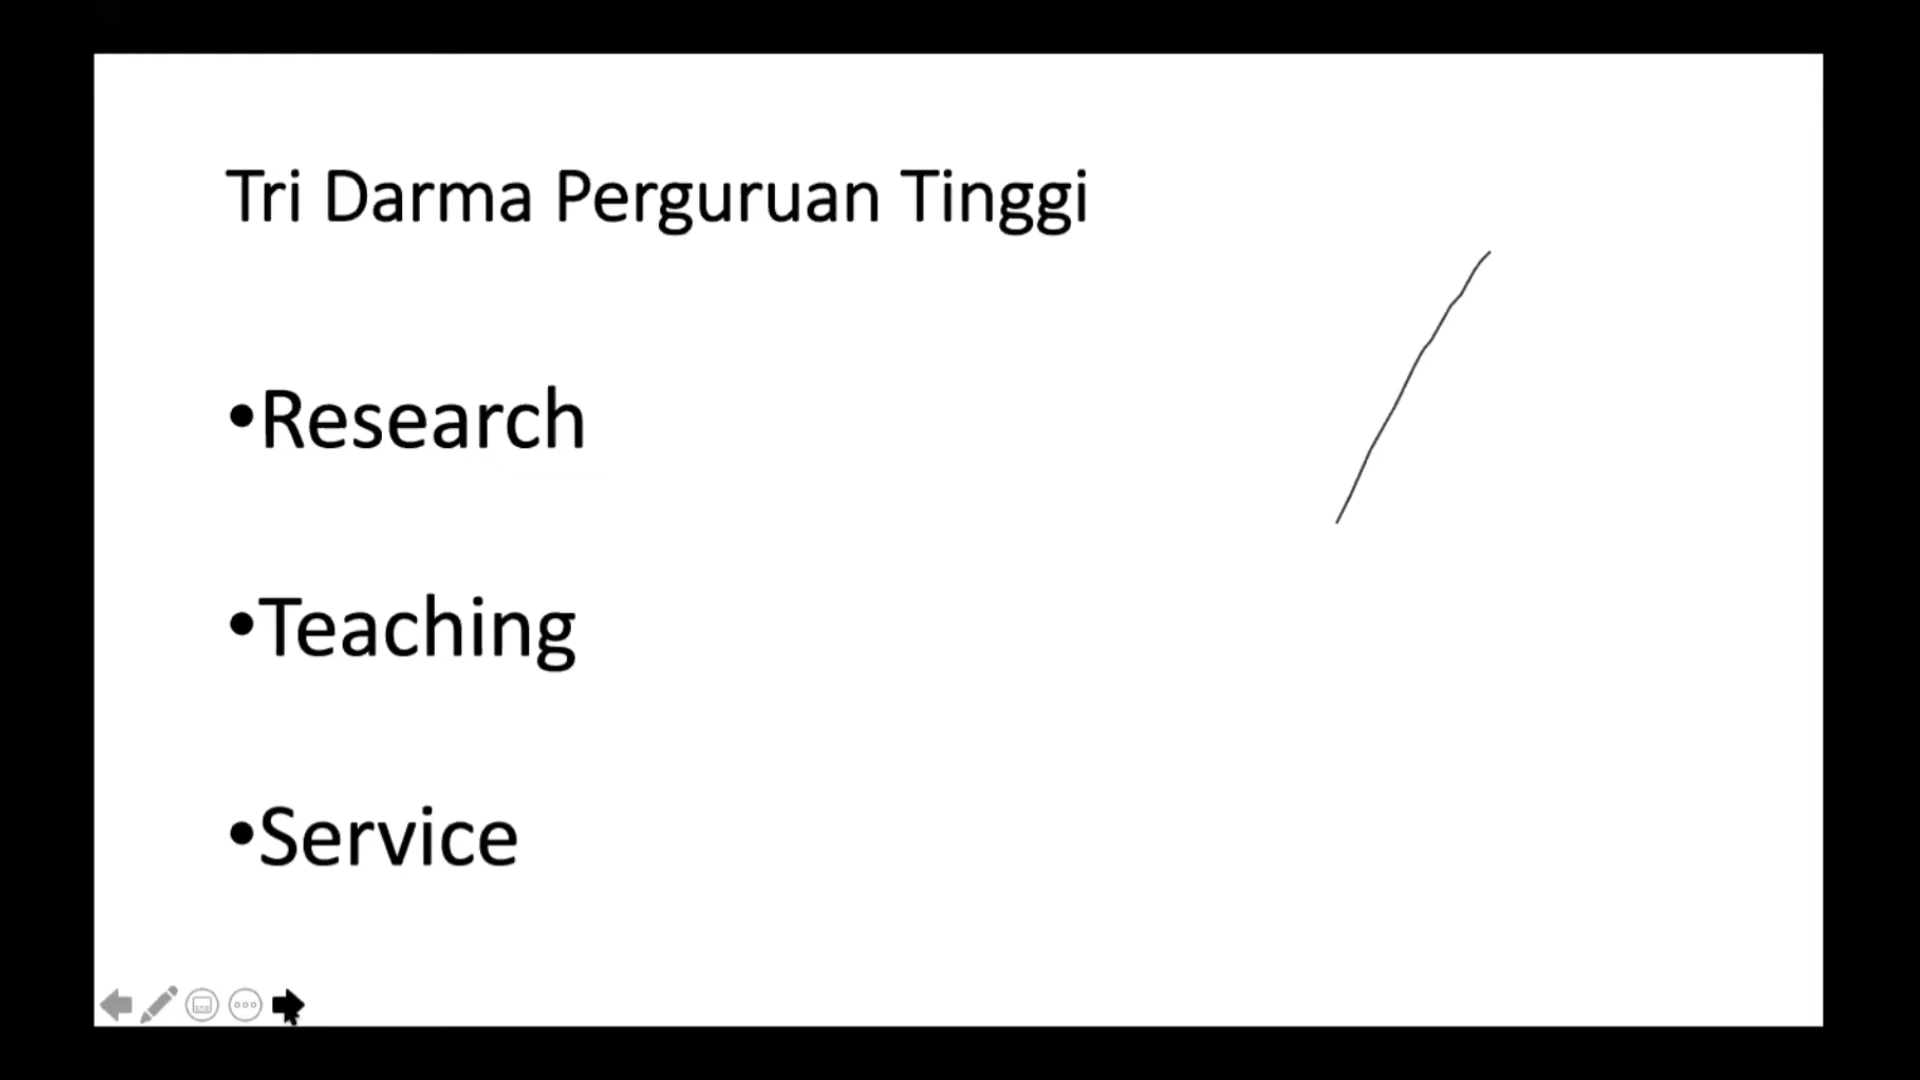 Tri Darma Perguruan Tinggi
•Research
•Teaching
•Service